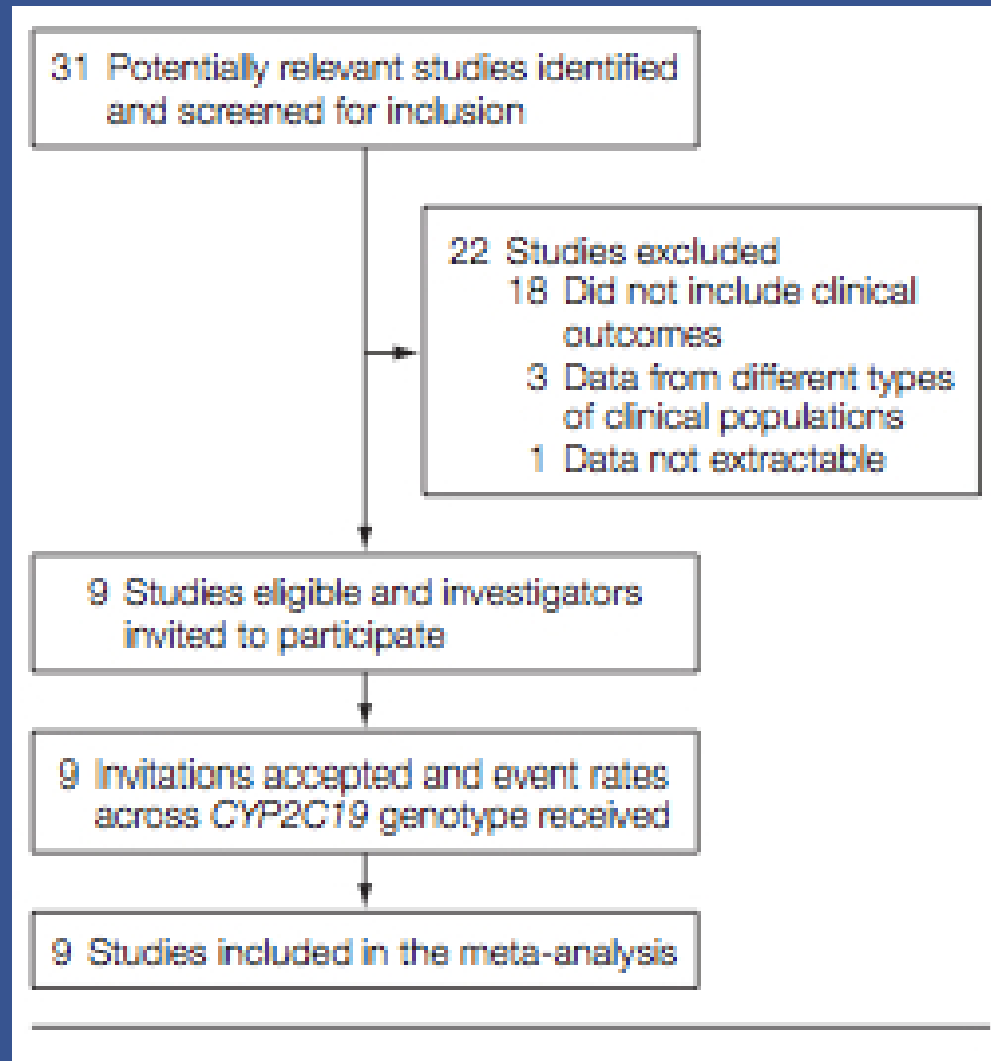 31 Potentially relevant studies identified
and screened for inclusion
22 Studies excluded
18 Did not include clinical
outcomes
3 Data from different types
of clinical populations
1 Data not extractable
9 Studies eligible and investigators
invited to participate
9 Invitations accepted and event rates
across CYP2C19 genotype received
9 Studies included in the meta-analysis